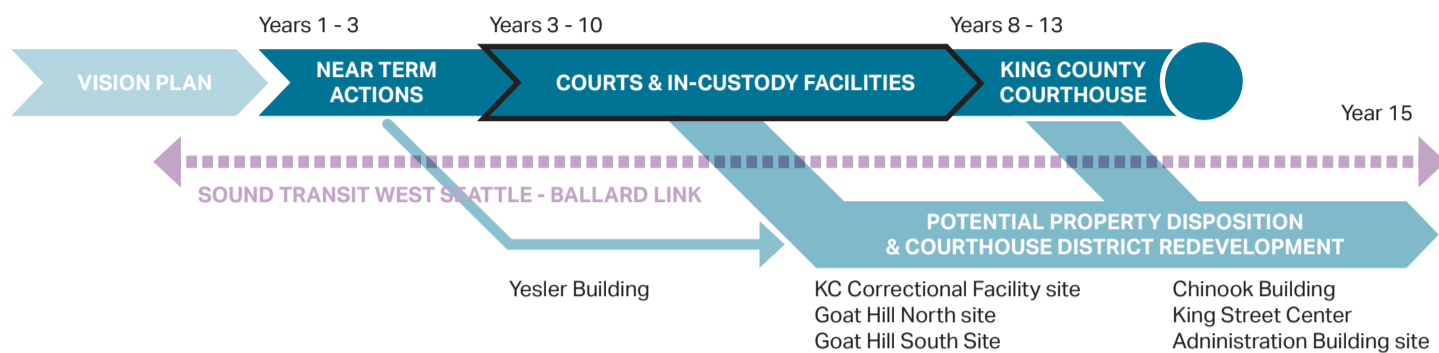 Years 1 - 3
Years 3 - 10
Years 8 - 13
VISION PLAN
NEAR TERM
ACTIONS
COURTS & IN-CUSTODY FACILITIES
KING COUNTY
COURTHOUSE
Year 15
SOUND TRANSIT WEST SEATTLE - BALLARD LINK
POTENTIAL PROPERTY DISPOSITION
& COURTHOUSE DISTRICT REDEVELOPMENT
Yesler Building
KC Correctional Facility site
Goat Hill North site
Goat Hill South Site
Chinook Building
King Street Center
Adninistration Building site